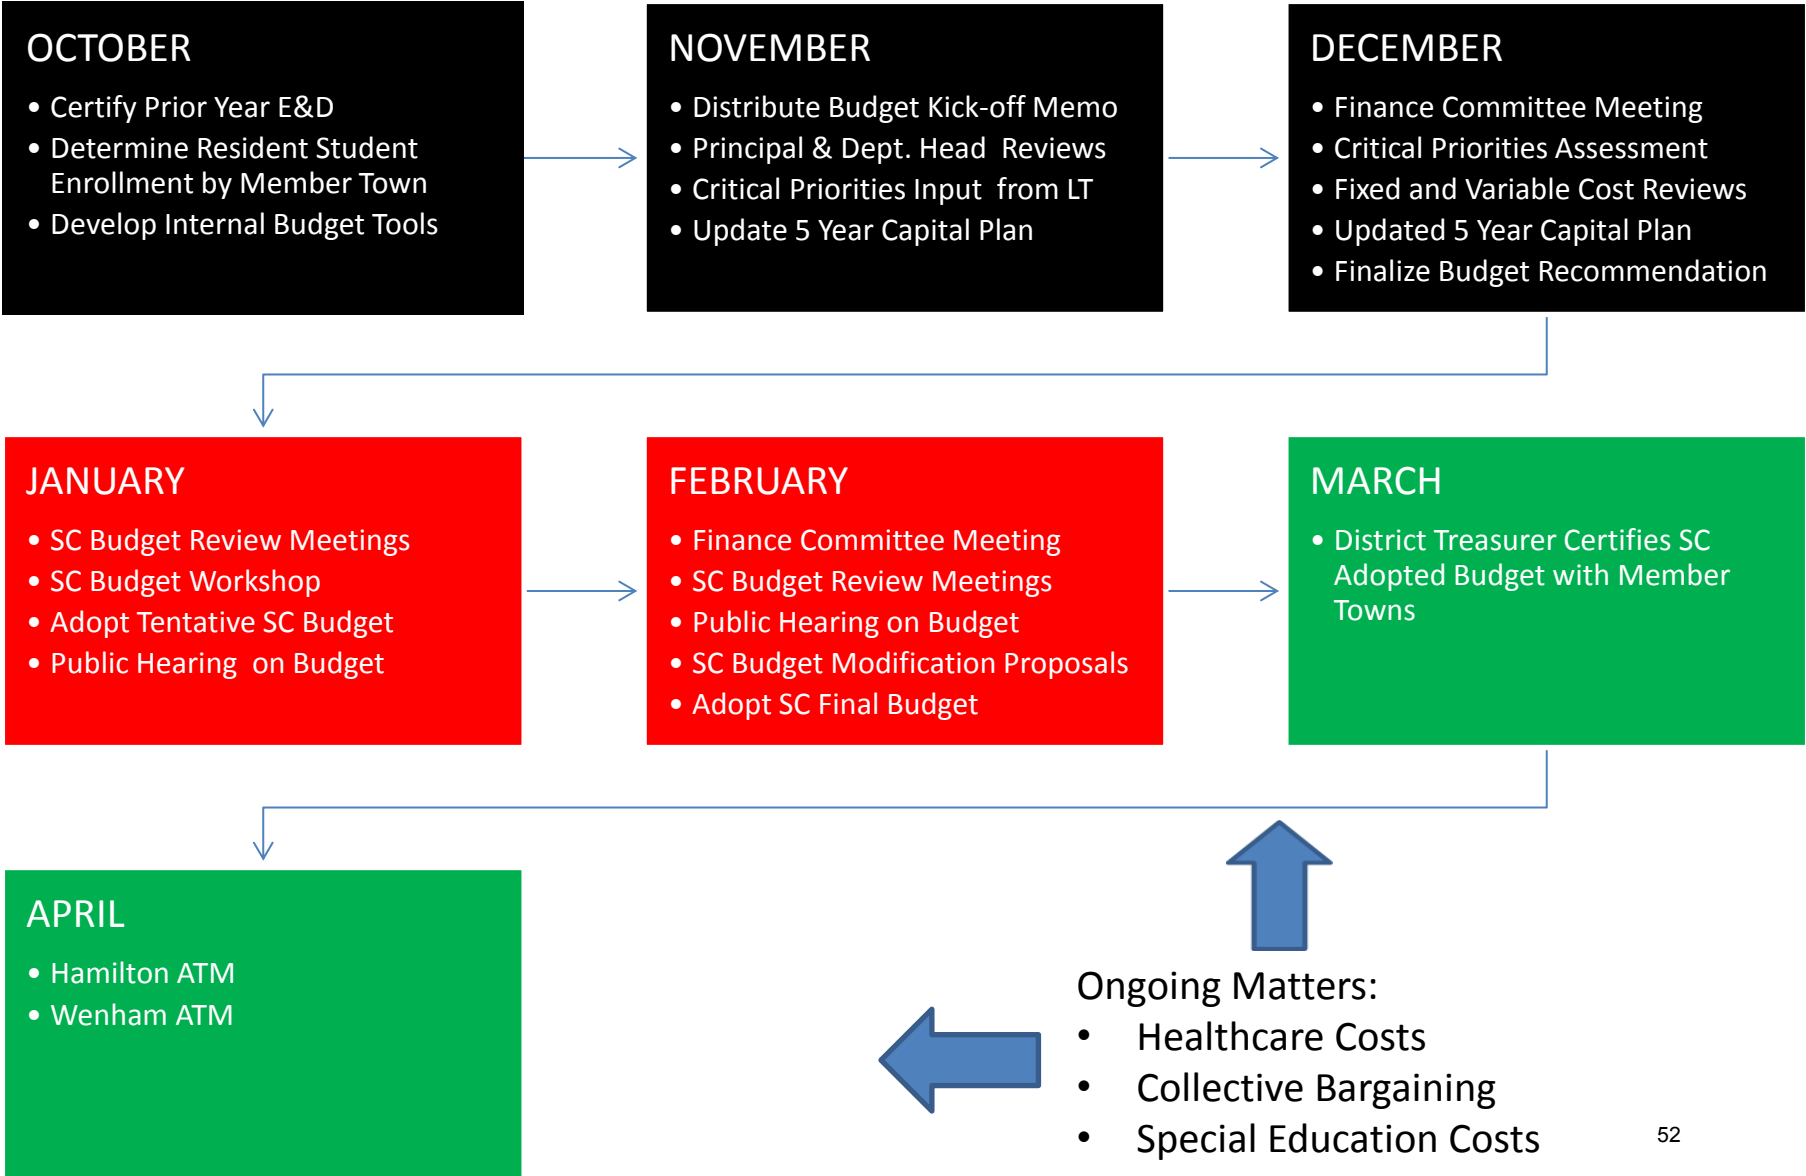 OCTOBER
• Certify Prior Year E&D
• Determine Resident Student
Enrollment by Member Town
• Develop Internal Budget Tools
NOVEMBER
• Distribute Budget Kick-off Memo
• Principal & Dept. Head Reviews
• Critical Priorities Input from LT
• Update 5 Year Capital Plan
DECEMBER
• Finance Committee Meeting
• Critical Priorities Assessment
• Fixed and Variable Cost Reviews
• Updated 5 Year Capital Plan
• Finalize Budget Recommendation
JANUARY
• SC Budget Review Meetings
• SC Budget Workshop
• Adopt Tentative SC Budget
• Public Hearing on Budget
FEBRUARY
• Finance Committee Meeting
• SC Budget Review Meetings
• Public Hearing on Budget
• SC Budget Modification Proposals
• Adopt SC Final Budget
MARCH
• District Treasurer Certifies SC
Adopted Budget with Member
Towns
APRIL
• Hamilton ATM
• Wenham ATM
Ongoing Matters:
• Healthcare Costs
• Collective Bargaining
• Special Education Costs
52